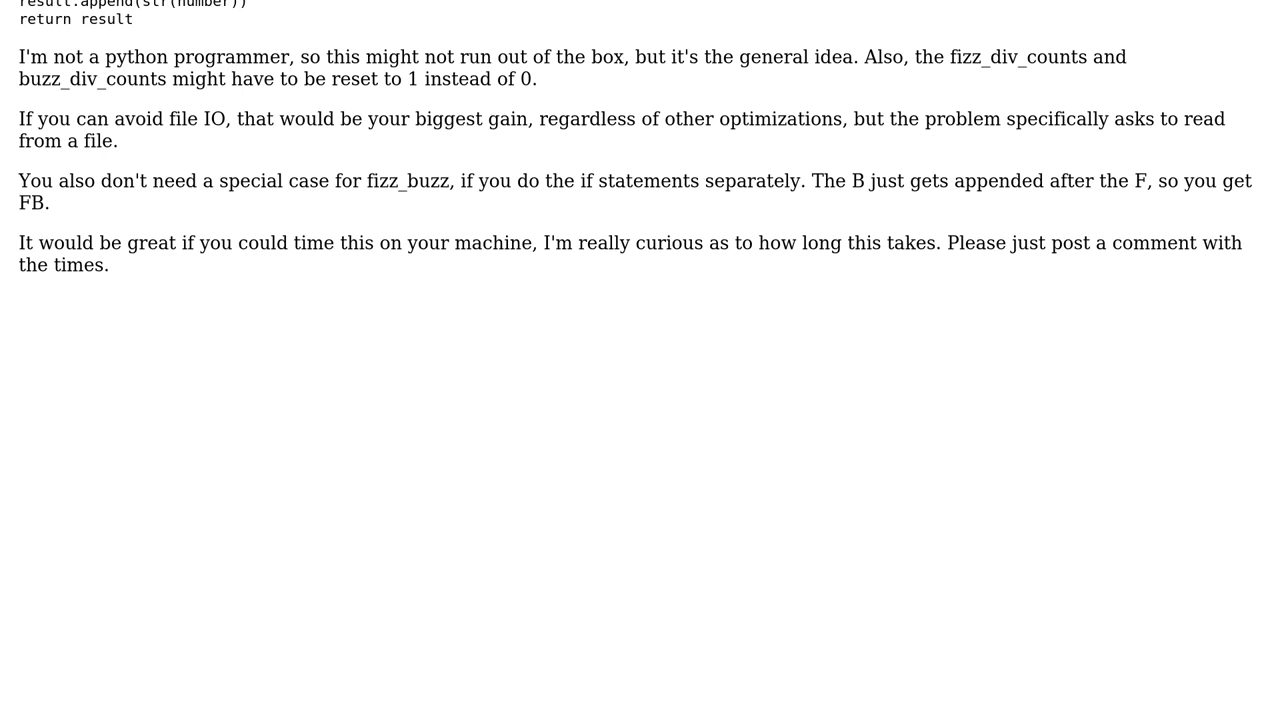 result.append(str(number))
return result
I'm not a python programmer, so this might not run out of the box, but it's the general idea. Also, the fizz_div_counts and
buzz_div_counts might have to be reset to 1 instead of 0.
If you can avoid file IO, that would be your biggest gain, regardless of other optimizations, but the problem specifically asks to read
from a file.
You also don't need a special case for fizz_buzz, if you do the if statements separately. The B just gets appended after the F, so you get
FB.
It would be great if you could time this on your machine, I'm really curious as to how long this takes. Please just post a comment with
the times.